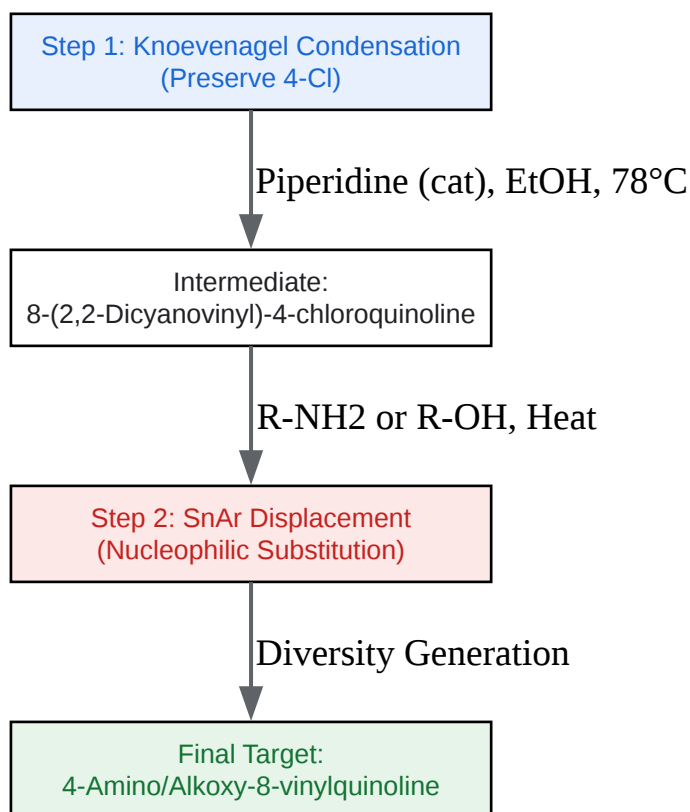 Step 1: Knoevenagel Condensation
(Preserve 4-Cl)
Piperidine (cat), EtOH, 78°C
Intermediate:
8-(2,2-Dicyanovinyl)-4-chloroquinoline
R-NH2 or R-OH, Heat
Step 2: SnAr Displacement
(Nucleophilic Substitution)
Diversity Generation
Final Target:
4-Amino/Alkoxy-8-vinylquinoline